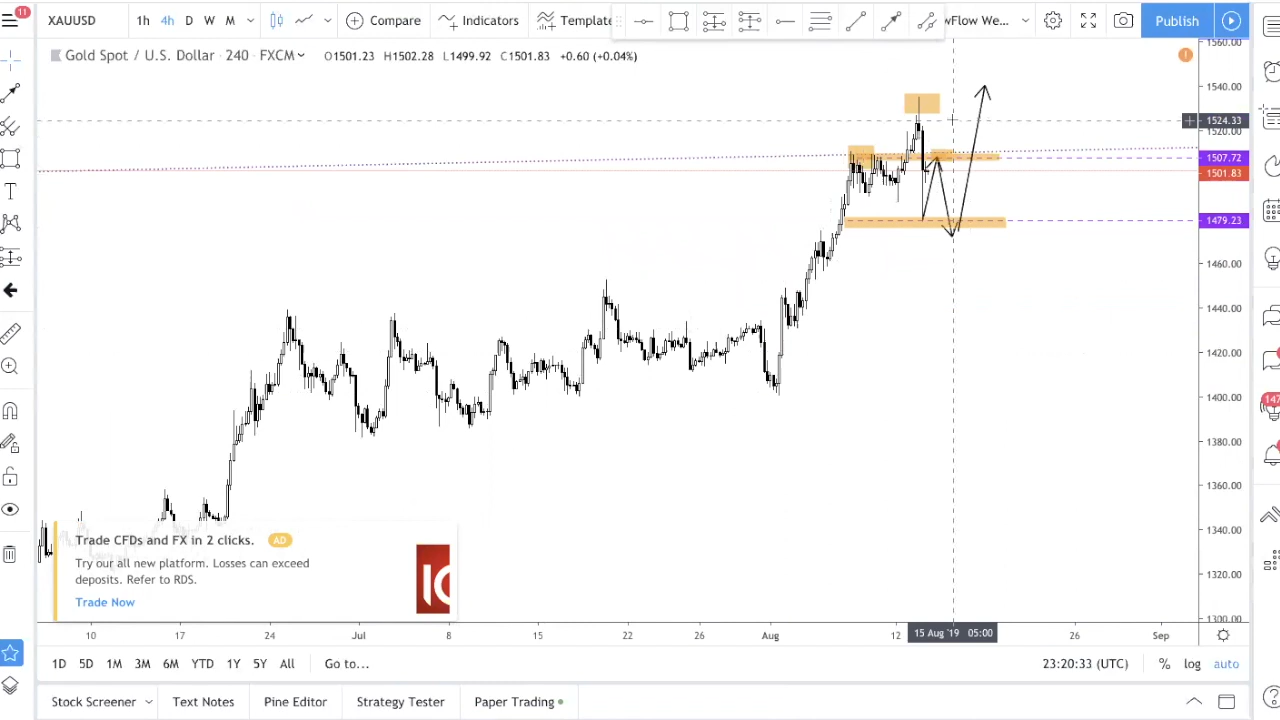 11
XAUUSD 1h 4h D W M Compare Indicators Templa wFlow We... Publish
Gold Spot / U.S. Dollar · 240 · FXCM O1501.23 H1502.28 L1499.92 C1501.83 +0.60 (+0.04%)
1560.00
1540.00
1524.33
1520.00
1507.72
1501.83
1479.23
1460.00
1440.00
1420.00
1400.00
1380.00
1360.00
1340.00
1320.00
1300.00
T
147
Trade CFDs and FX in 2 clicks. AD
Try our all new platform. Losses can exceed
deposits. Refer to RDS.
Trade Now
10 17 24 Jul 8 15 22 26 Aug 12 15 Aug '19 05:00 26 Sep
1D 5D 1M 3M 6M YTD 1Y 5Y All Go to... 23:20:33 (UTC) % log auto
Stock Screener Text Notes Pine Editor Strategy Tester Paper Trading